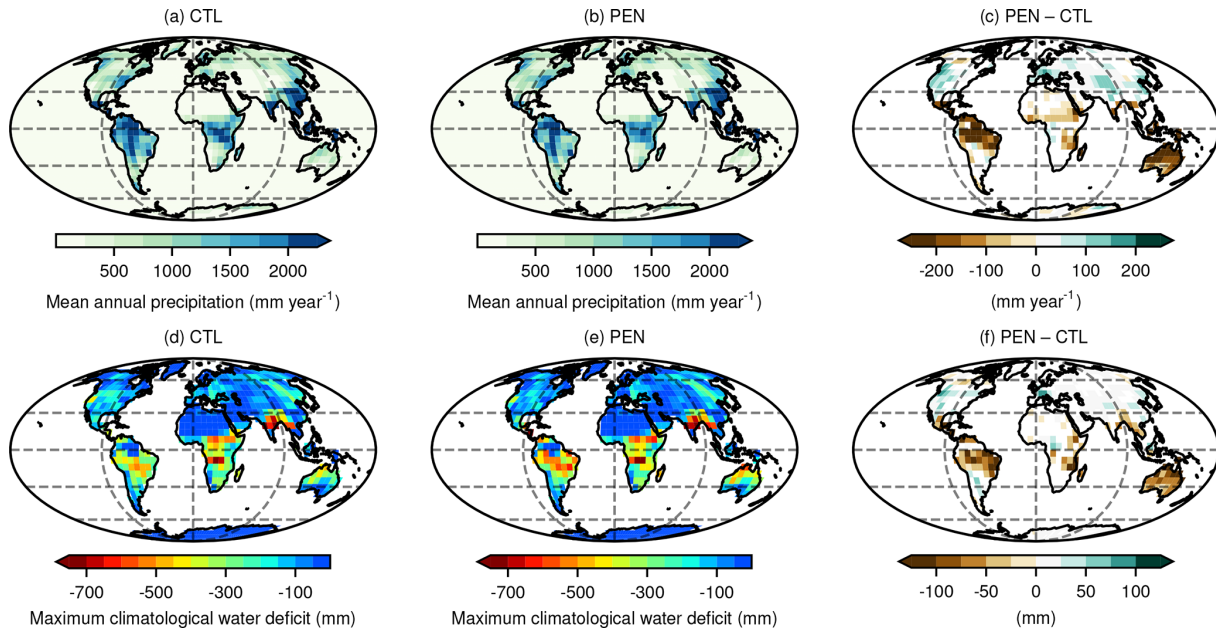 (a) CTL
(b) PEN
(c) PEN – CTL
500 1000 1500 2000
500 1000 1500 2000
-200 -100 0 100 200
Mean annual precipitation (mm year⁻¹)
Mean annual precipitation (mm year⁻¹)
(mm year⁻¹)
(d) CTL
(e) PEN
(f) PEN – CTL
-700 -500 -300 -100
-700 -500 -300 -100
-100 -50 0 50 100
Maximum climatological water deficit (mm)
Maximum climatological water deficit (mm)
(mm)